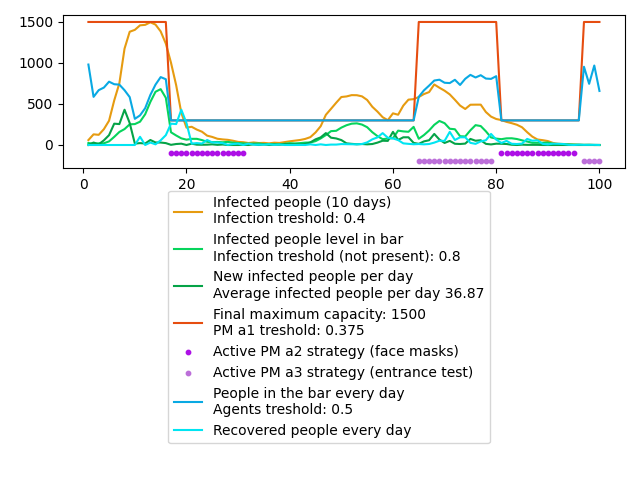 1500
1000
500
0
0 20 40 60 80 100
Infected people (10 days)
Infection treshold: 0.4
Infected people level in bar
Infection treshold (not present): 0.8
New infected people per day
Average infected people per day 36.87
Final maximum capacity: 1500
PM a1 treshold: 0.375
Active PM a2 strategy (face masks)
Active PM a3 strategy (entrance test)
People in the bar every day
Agents treshold: 0.5
Recovered people every day